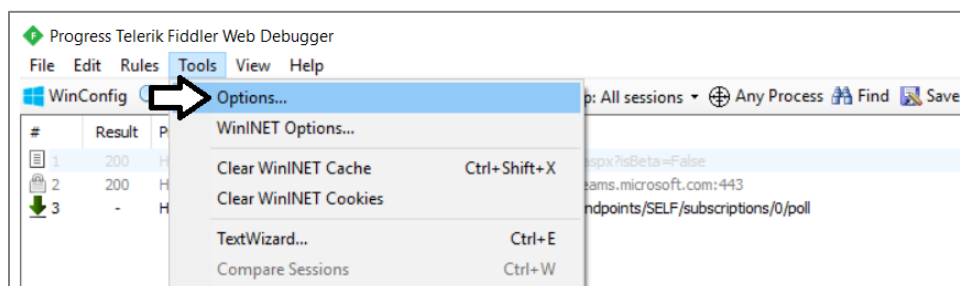 Progress Telerik Fiddler Web Debugger
File Edit Rules Tools View Help
WinConfig p: All sessions Any Process Find Save
Options...
WinINET Options...
# Result P
1 200 H aspx?isBeta=False
Clear WinINET Cache Ctrl+Shift+X
2 200 H eams.microsoft.com:443
Clear WinINET Cookies
3 - H ndpoints/SELF/subscriptions/0/poll
TextWizard... Ctrl+E
Compare Sessions Ctrl+W